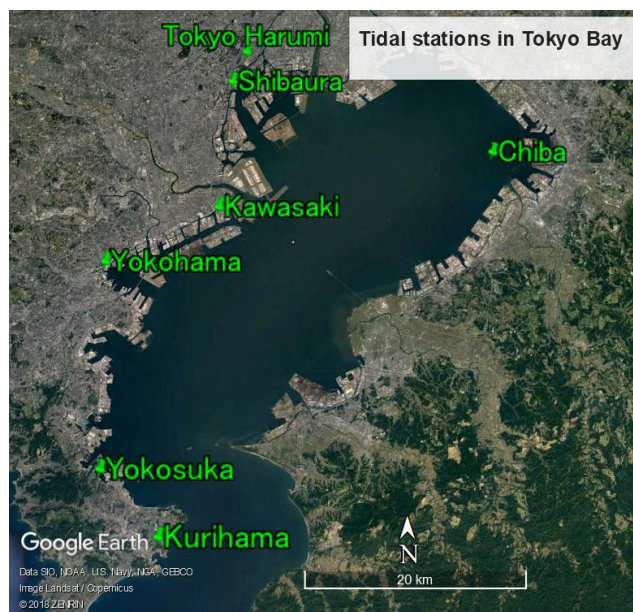 Tidal stations in Tokyo Bay
Tokyo Harumi
Shibaura
Chiba
Kawasaki
Yokohama
Yokosuka
Kurihama
Google Earth
N
20 km
Data SIO, NOAA, U.S. Navy, NGA, GEBCO
Image Landsat / Copernicus
© 2018 ZENRIN